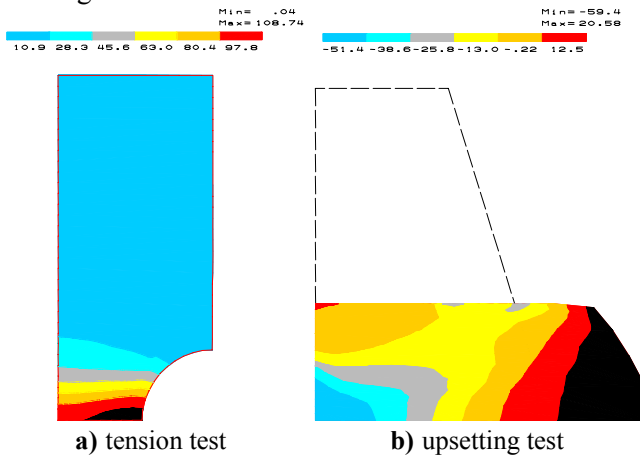 Min= .04
Max=108.74
10.9 28.3 45.6 63.0 80.4 97.8
Min=-59.4
Max=20.58
-51.4 -38.6 -25.8 -13.0 -.22 12.5
a) tension test
b) upsetting test